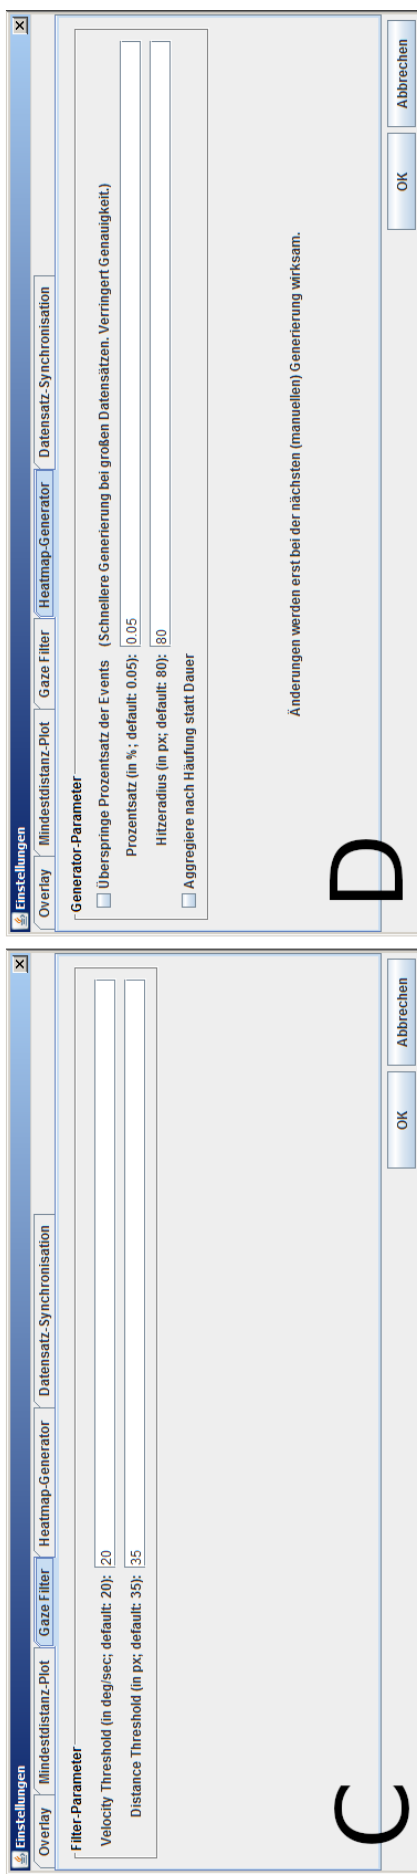 Einstellungen
Overlay Mindestdistanz-Plot Gaze Filter Heatmap-Generator Datensatz-Synchronisation
Filter-Parameter
Velocity Threshold (in deg/sec; default: 20): 20
Distance Threshold (in px; default: 35): 35
OK Abbrechen
C
Einstellungen
Overlay Mindestdistanz-Plot Gaze Filter Heatmap-Generator Datensatz-Synchronisation
Generator-Parameter
Überspringe Prozentsatz der Events (Schnellere Generierung bei großen Datensätzen. Verringert Genauigkeit.)
Prozentsatz (in %; default: 0.05): 0.05
Hitzeradius (in px; default: 80): 80
Aggregiere nach Häufung statt Dauer
Änderungen werden erst bei der nächsten (manuellen) Generierung wirksam.
OK Abbrechen
D